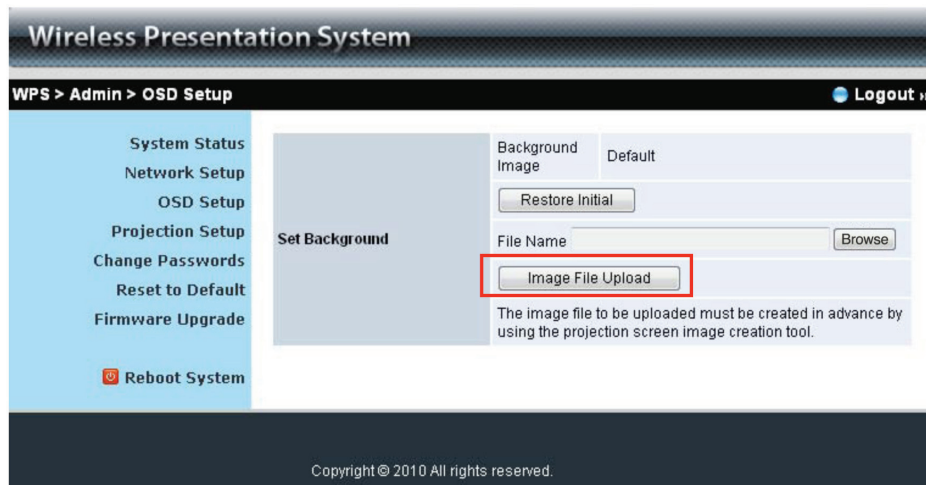 Wireless Presentation System
WPS > Admin > OSD Setup
Logout
System Status
Network Setup
OSD Setup
Projection Setup
Change Passwords
Reset to Default
Firmware Upgrade
Reboot System
Set Background
Background
Image
Default
Restore Initial
File Name
Browse
Image File Upload
The image file to be uploaded must be created in advance by
using the projection screen image creation tool.
Copyright © 2010 All rights reserved.